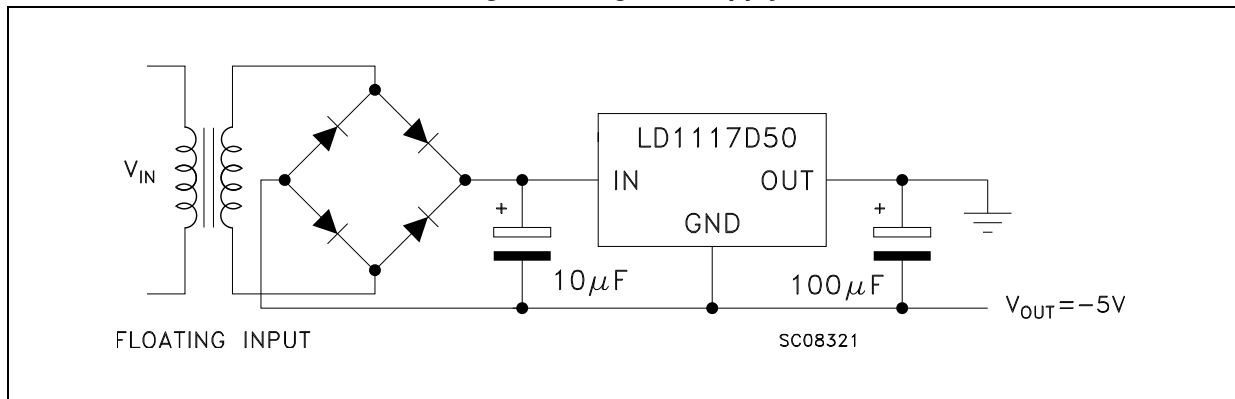 LD1117D50
V_IN
IN
OUT
GND
+
+
10μF
100μF
V_OUT=-5V
FLOATING INPUT
SC08321